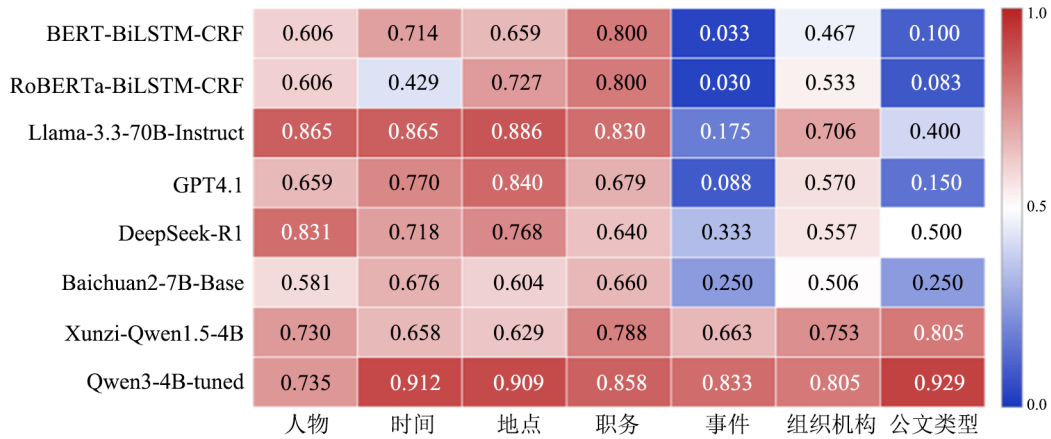 BERT-BiLSTM-CRF 0.606 0.714 0.659 0.800 0.033 0.467 0.100 1.0
RoBERTa-BiLSTM-CRF 0.606 0.429 0.727 0.800 0.030 0.533 0.083
Llama-3.3-70B-Instruct 0.865 0.865 0.886 0.830 0.175 0.706 0.400
GPT4.1 0.659 0.770 0.840 0.679 0.088 0.570 0.150
0.5
DeepSeek-R1 0.831 0.718 0.768 0.640 0.333 0.557 0.500
Baichuan2-7B-Base 0.581 0.676 0.604 0.660 0.250 0.506 0.250
Xunzi-Qwen1.5-4B 0.730 0.658 0.629 0.788 0.663 0.753 0.805
Qwen3-4B-tuned 0.735 0.912 0.909 0.858 0.833 0.805 0.929
0.0
人物 时间 地点 职务 事件 组织机构 公文类型